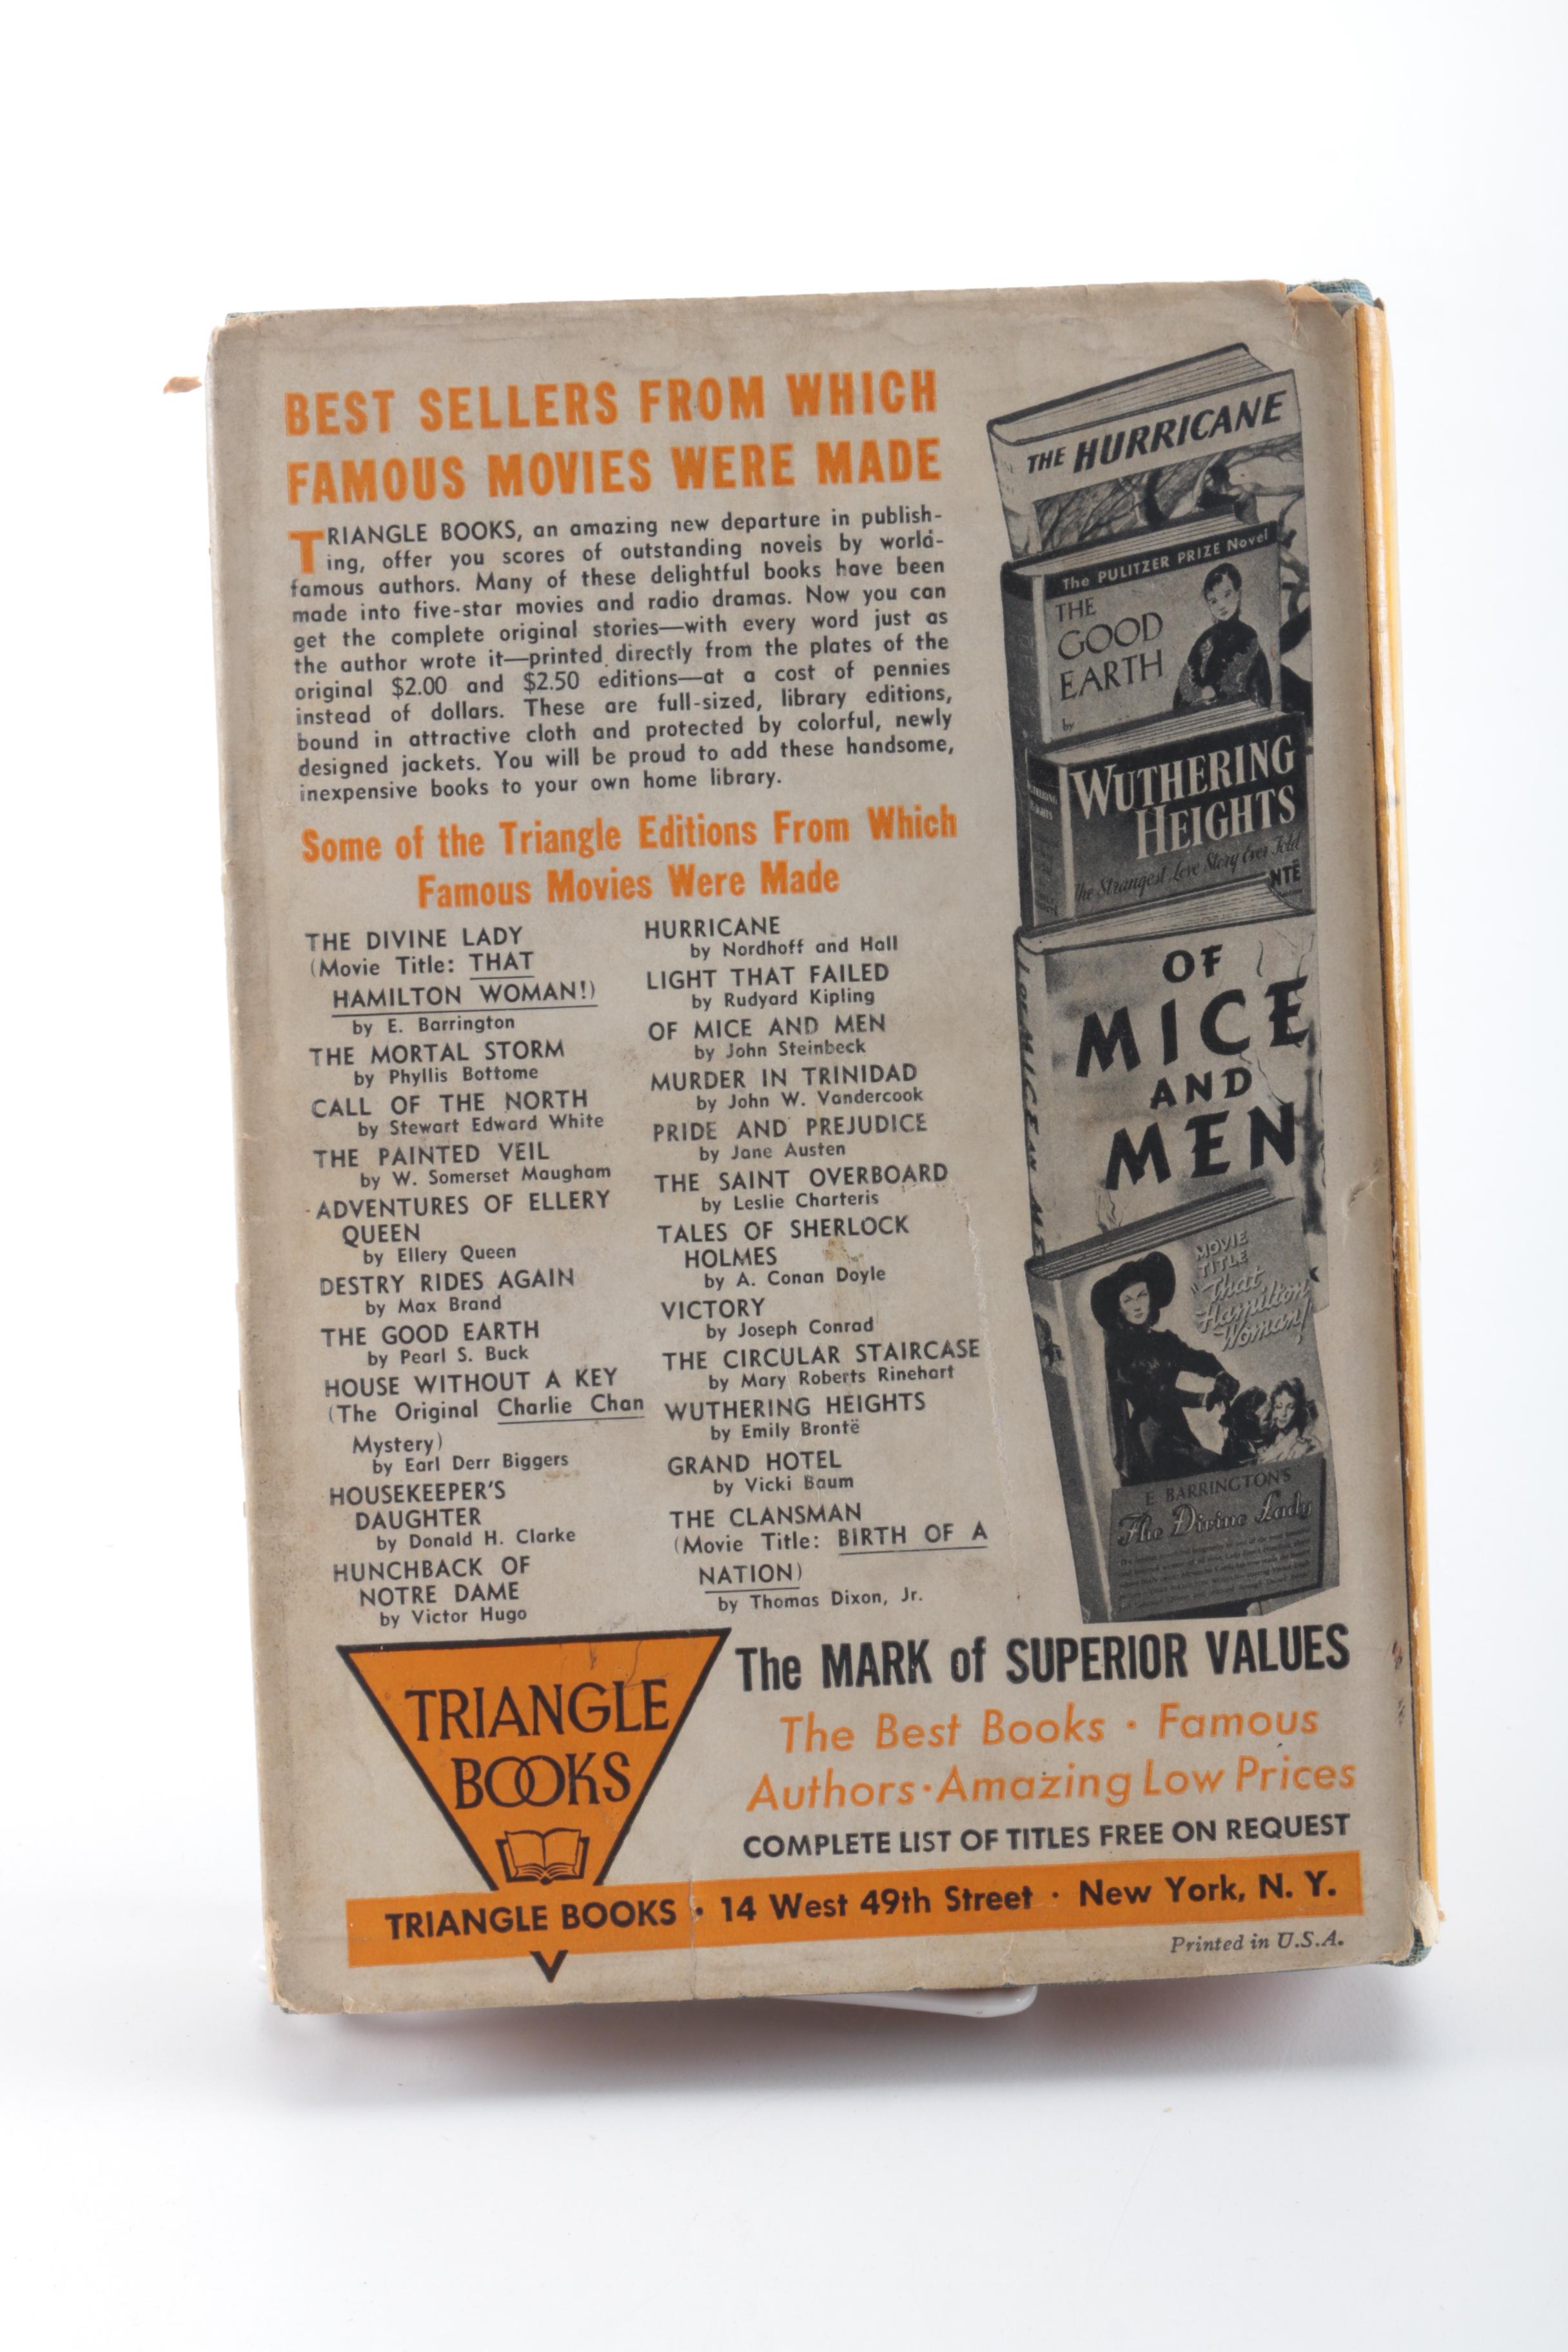 BEST SELLERS FROM WHICH
FAMOUS MOVIES WERE MADE
TRIANGLE BOOKS, an amazing new departure in publish-
ing, offer you scores of outstanding novels by world-
famous authors. Many of these delightful books have been
made into five-star movies and radio dramas. Now you can
get the complete original stories—with every word just as
the author wrote it—printed directly from the plates of the
original $2.00 and $2.50 editions—at a cost of pennies
instead of dollars. These are full-sized, library editions,
bound in attractive cloth and protected by colorful, newly
designed jackets. You will be proud to add these handsome,
inexpensive books to your own home library.
Some of the Triangle Editions From Which
Famous Movies Were Made
THE DIVINE LADY
(Movie Title: THAT
HAMILTON WOMAN!)
by E. Barrington
THE MORTAL STORM
by Phyllis Bottome
CALL OF THE NORTH
by Stewart Edward White
THE PAINTED VEIL
by W. Somerset Maugham
ADVENTURES OF ELLERY
QUEEN
by Ellery Queen
DESTRY RIDES AGAIN
by Max Brand
THE GOOD EARTH
by Pearl S. Buck
HOUSE WITHOUT A KEY
(The Original Charlie Chan
Mystery)
by Earl Derr Biggers
HOUSEKEEPER'S
DAUGHTER
by Donald H. Clarke
HUNCHBACK OF
NOTRE DAME
by Victor Hugo
HURRICANE
by Nordhoff and Hall
LIGHT THAT FAILED
by Rudyard Kipling
OF MICE AND MEN
by John Steinbeck
MURDER IN TRINIDAD
by John W. Vandercook
PRIDE AND PREJUDICE
by Jane Austen
THE SAINT OVERBOARD
by Leslie Charteris
TALES OF SHERLOCK
HOLMES
by A. Conan Doyle
VICTORY
by Joseph Conrad
THE CIRCULAR STAIRCASE
by Mary Roberts Rinehart
WUTHERING HEIGHTS
by Emily Brontë
GRAND HOTEL
by Vicki Baum
THE CLANSMAN
(Movie Title: BIRTH OF A
NATION)
by Thomas Dixon, Jr.
THE HURRICANE
The PULITZER PRIZE Novel
THE
GOOD
EARTH
by
WUTHERING
HEIGHTS
The Strangest Love Story Ever Told
NTË
OF
MICE
AND
MEN
MOVIE
TITLE
"That
Hamilton
Woman!
E. BARRINGTON'S
The Divine Lady
TRIANGLE
BOOKS
The MARK of SUPERIOR VALUES
The Best Books · Famous
Authors · Amazing Low Prices
COMPLETE LIST OF TITLES FREE ON REQUEST
TRIANGLE BOOKS · 14 West 49th Street · New York, N. Y.
Printed in U.S.A.